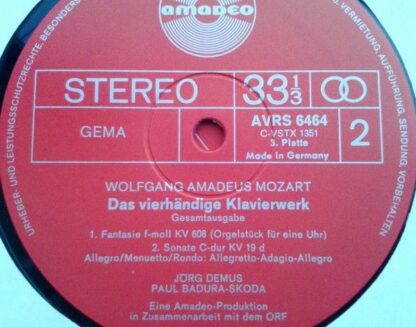 amadeo
URHEBER- UND LEISTUNGSSCHUTZRECHTE, BESONDERS
VERMIETUNG, AUFFÜHRUNG, SENDUNG, VORBEHALTEN
STEREO
33 1/3
GEMA
AVRS 6464
C-VSTX 1351
3. Platte
Made in Germany
2
WOLFGANG AMADEUS MOZART
Das vierhändige Klavierwerk
Gesamtausgabe
1. Fantasie f-moll KV 608 (Orgelstück für eine Uhr)
2. Sonate C-dur KV 19 d
Allegro/Menuetto/Rondo: Allegretto-Adagio-Allegro
JÖRG DEMUS
PAUL BADURA-SKODA
Eine Amadeo-Produktion
in Zusammenarbeit mit dem ORF